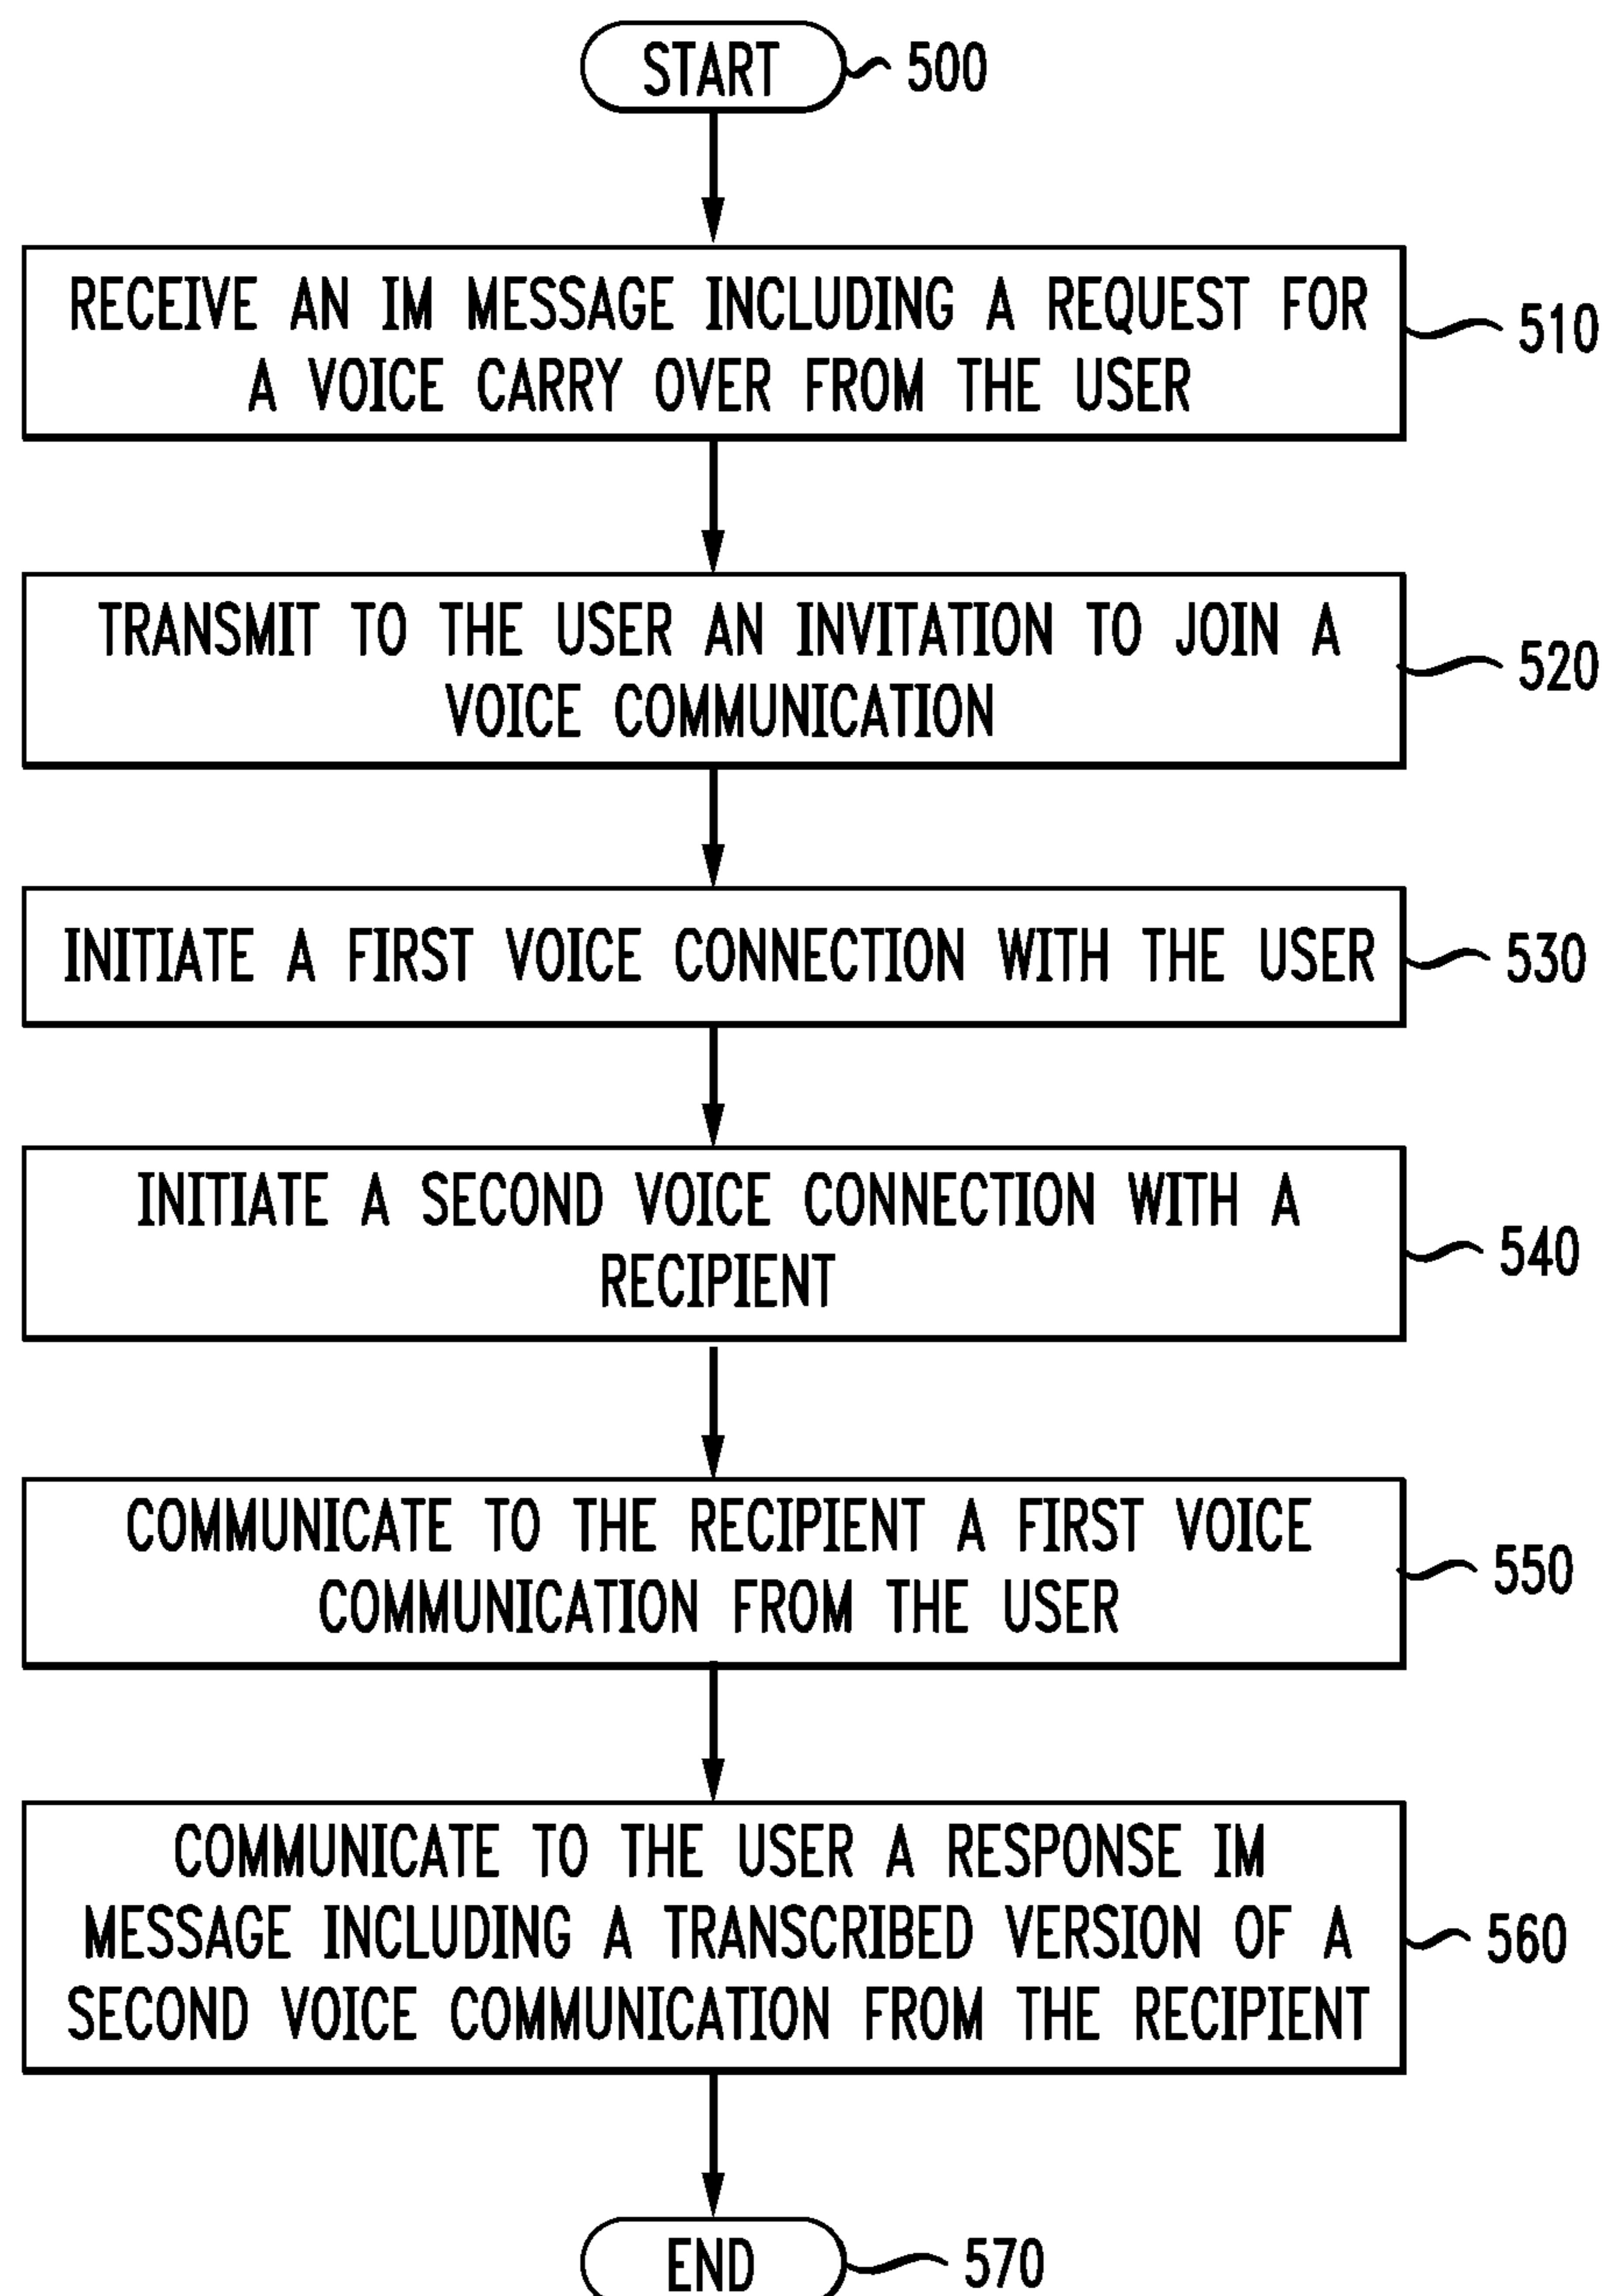 START
500
RECEIVE AN IM MESSAGE INCLUDING A REQUEST FOR
A VOICE CARRY OVER FROM THE USER
510
TRANSMIT TO THE USER AN INVITATION TO JOIN A
VOICE COMMUNICATION
520
INITIATE A FIRST VOICE CONNECTION WITH THE USER
530
INITIATE A SECOND VOICE CONNECTION WITH A
RECIPIENT
540
COMMUNICATE TO THE RECIPIENT A FIRST VOICE
COMMUNICATION FROM THE USER
550
COMMUNICATE TO THE USER A RESPONSE IM
MESSAGE INCLUDING A TRANSCRIBED VERSION OF A
SECOND VOICE COMMUNICATION FROM THE RECIPIENT
560
END
570